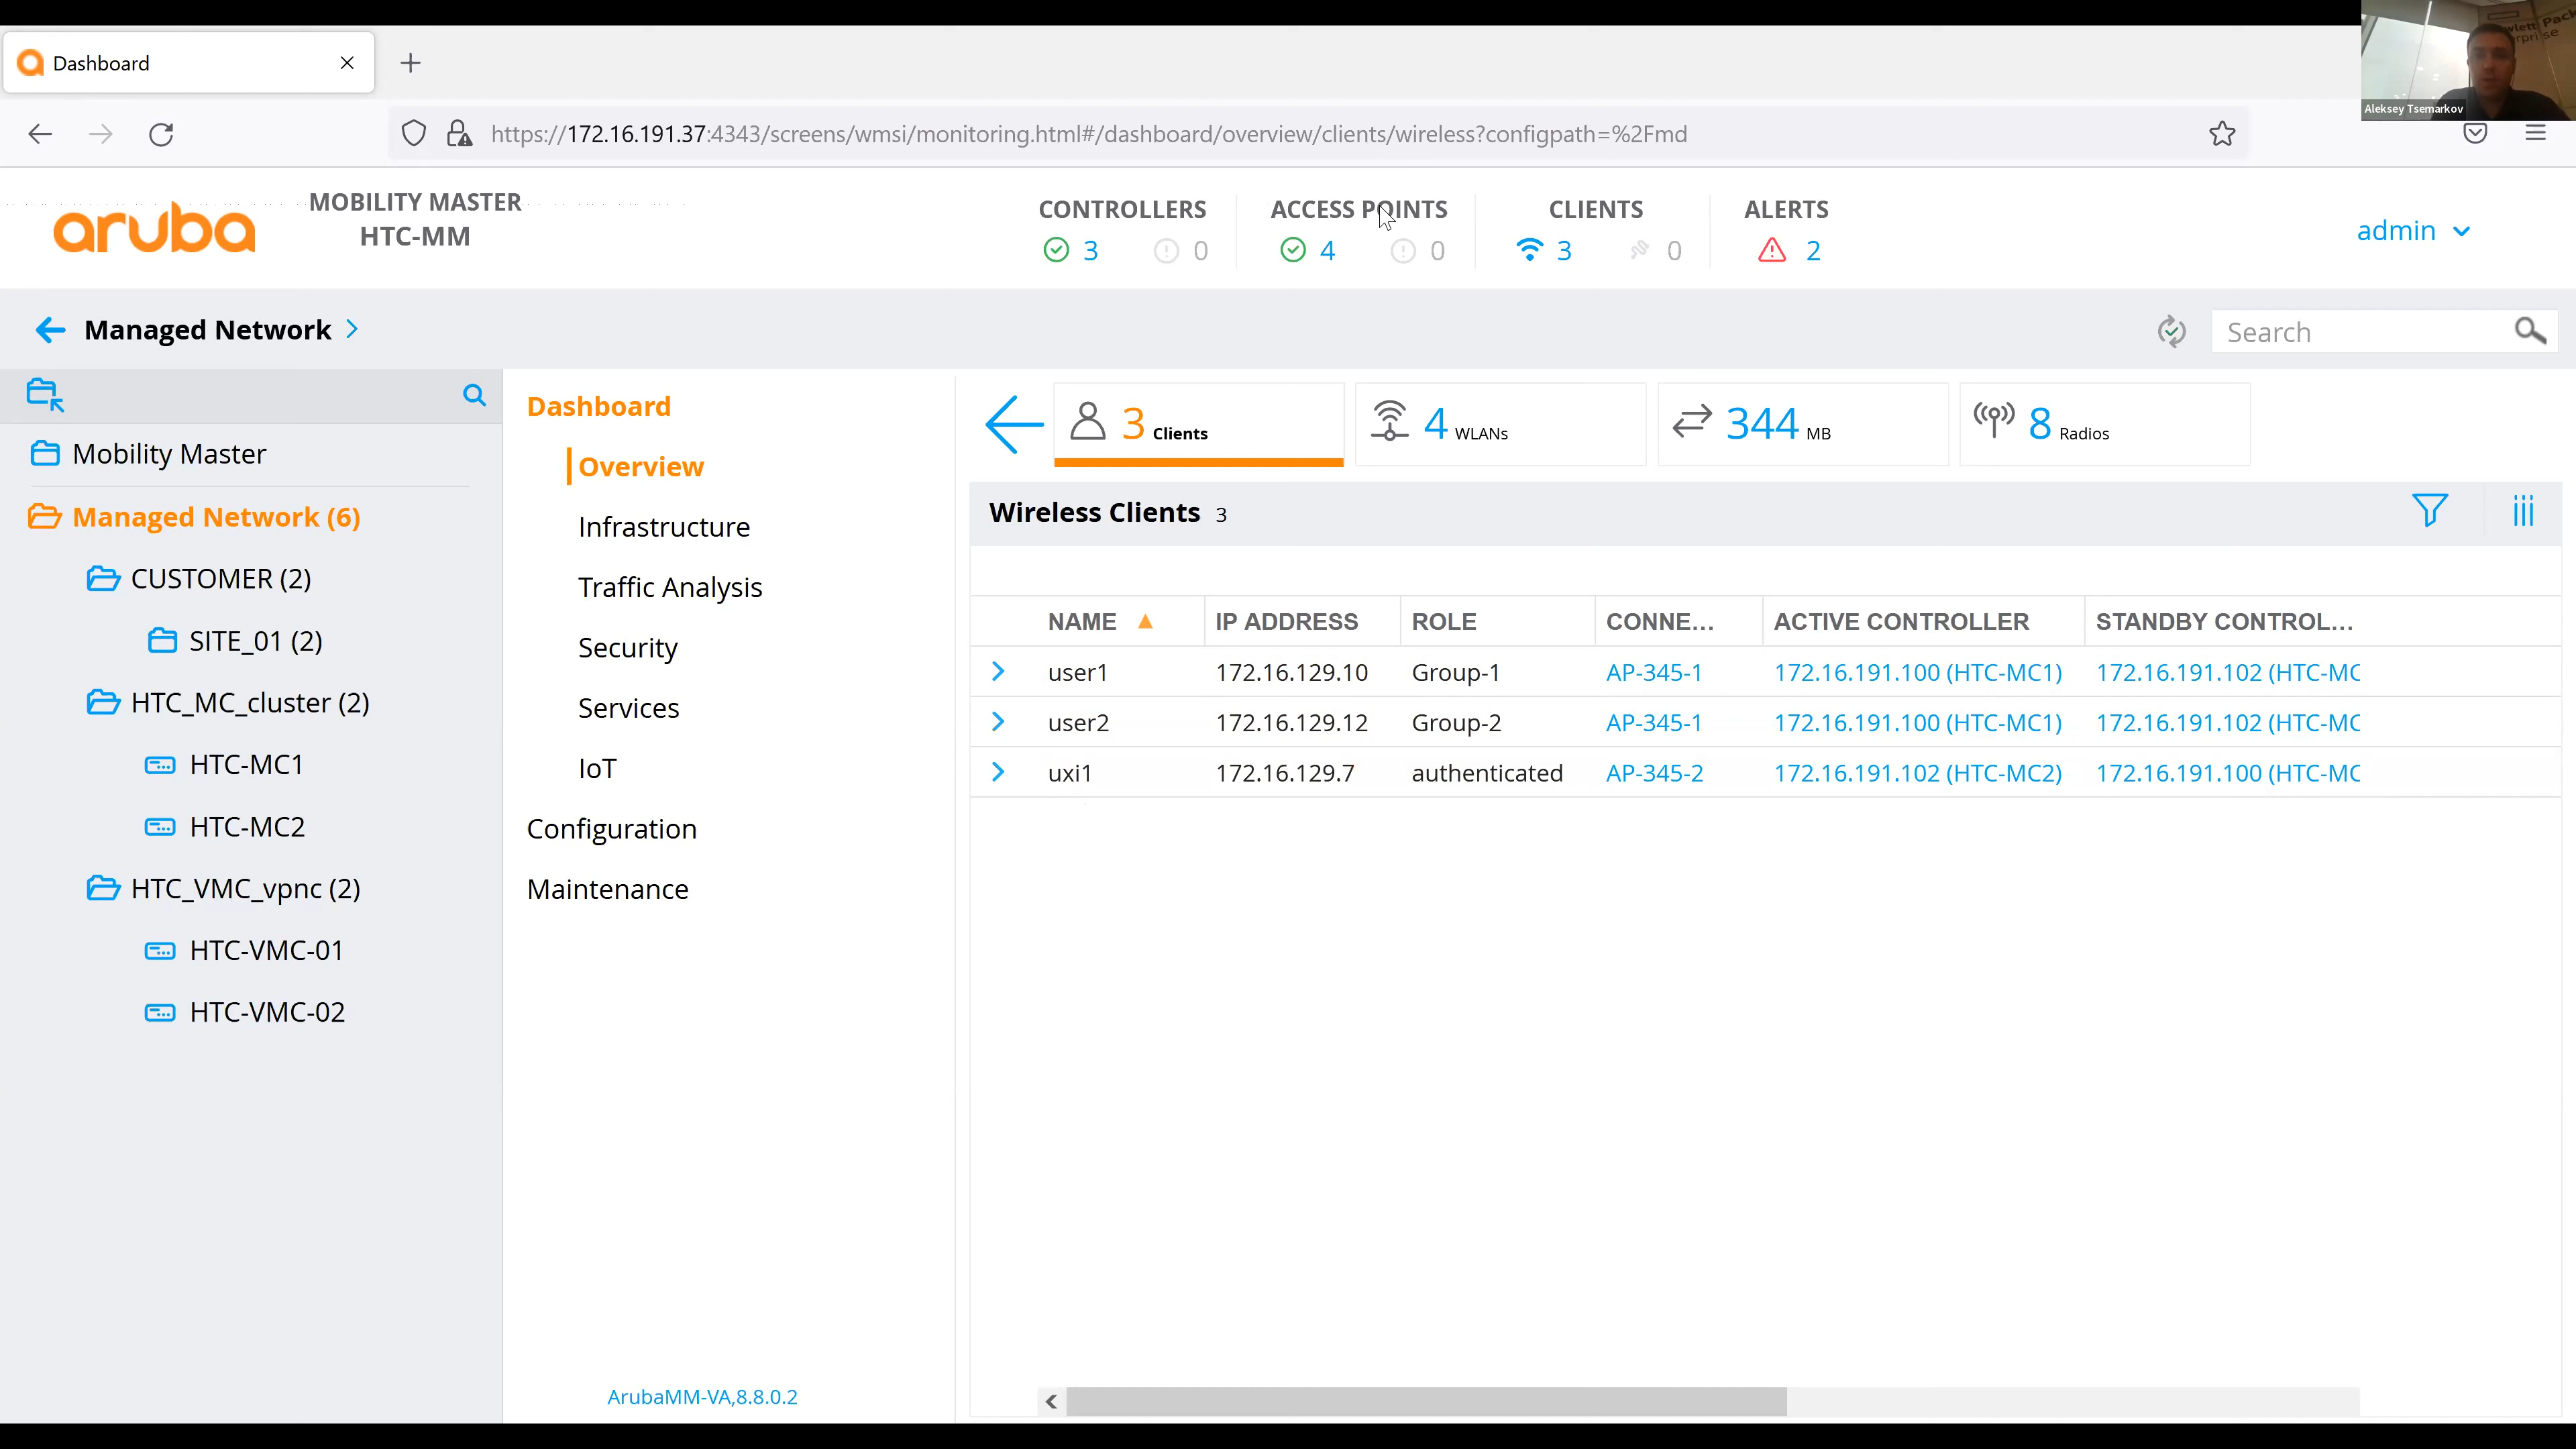 Dashboard
https://172.16.191.37:4343/screens/wmsi/monitoring.html#/dashboard/overview/clients/wireless?configpath=%2Fmd
Aleksey Tsemarkov
aruba
MOBILITY MASTER
HTC-MM
CONTROLLERS
3 0
ACCESS POINTS
4 0
CLIENTS
3 0
ALERTS
2
admin
Managed Network
Search
Mobility Master
Managed Network (6)
CUSTOMER (2)
SITE_01 (2)
HTC_MC_cluster (2)
HTC-MC1
HTC-MC2
HTC_VMC_vpnc (2)
HTC-VMC-01
HTC-VMC-02
Dashboard
Overview
Infrastructure
Traffic Analysis
Security
Services
IoT
Configuration
Maintenance
ArubaMM-VA,8.8.0.2
3 Clients
4 WLANs
344 MB
8 Radios
Wireless Clients 3
NAME IP ADDRESS ROLE CONNE... ACTIVE CONTROLLER STANDBY CONTROL...
user1 172.16.129.10 Group-1 AP-345-1 172.16.191.100 (HTC-MC1) 172.16.191.102 (HTC-MC
user2 172.16.129.12 Group-2 AP-345-1 172.16.191.100 (HTC-MC1) 172.16.191.102 (HTC-MC
uxi1 172.16.129.7 authenticated AP-345-2 172.16.191.102 (HTC-MC2) 172.16.191.100 (HTC-MC